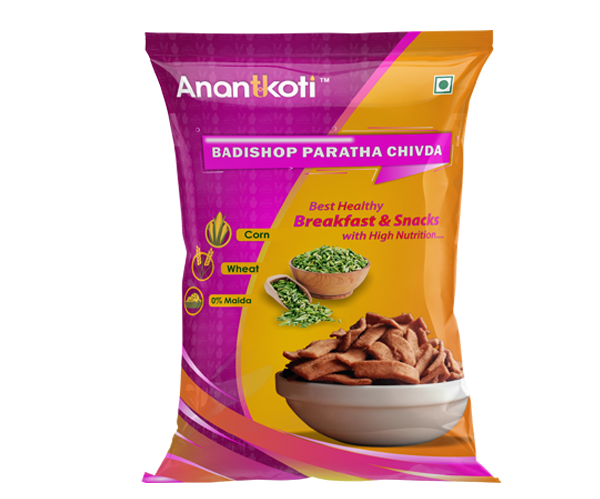 Anantkoti™
BADISHOP PARATHA CHIVDA
Best Healthy
Breakfast & Snacks
with High Nutrition....
Corn
Wheat
0% Maida